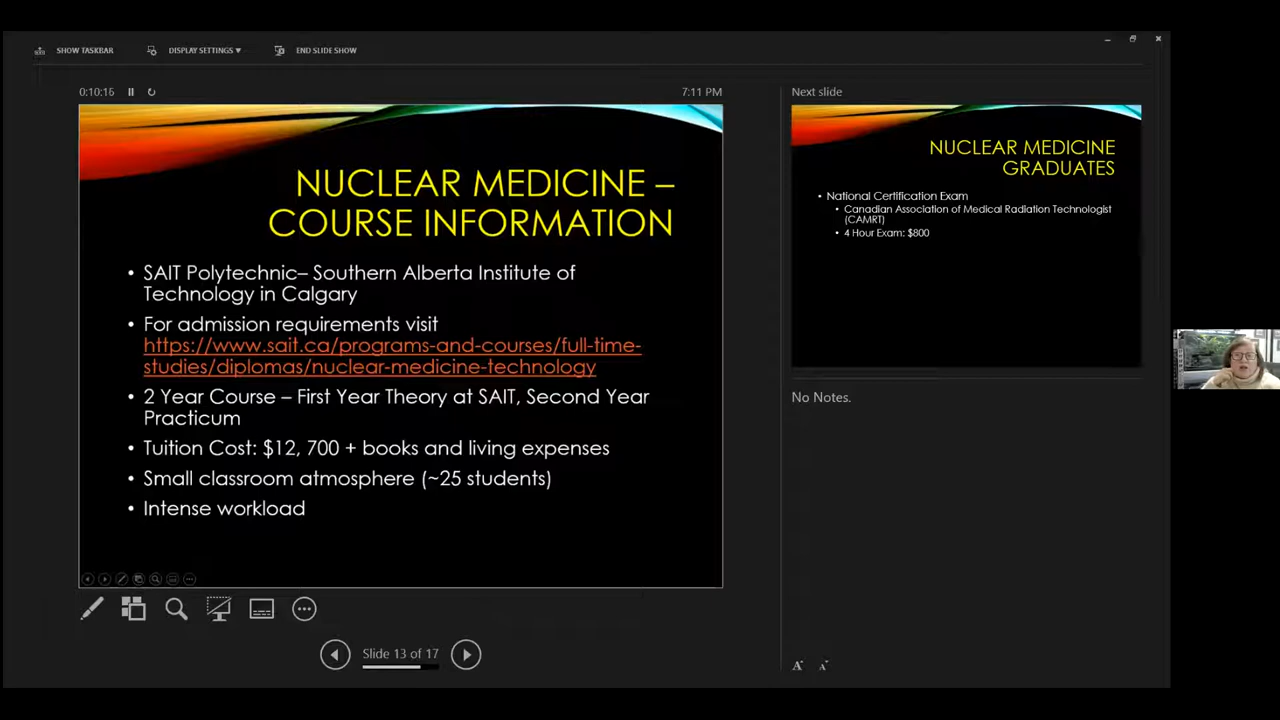 SHOW TASKBAR
DISPLAY SETTINGS ▼
END SLIDE SHOW
0:10:15
7:11 PM
NUCLEAR MEDICINE –
COURSE INFORMATION
• SAIT Polytechnic– Southern Alberta Institute of
Technology in Calgary
• For admission requirements visit
https://www.sait.ca/programs-and-courses/full-time-
studies/diplomas/nuclear-medicine-technology
• 2 Year Course – First Year Theory at SAIT, Second Year
Practicum
• Tuition Cost: $12, 700 + books and living expenses
• Small classroom atmosphere (~25 students)
• Intense workload
Slide 13 of 17
Next slide
NUCLEAR MEDICINE
GRADUATES
• National Certification Exam
• Canadian Association of Medical Radiation Technologist
(CAMRT)
• 4 Hour Exam: $800
No Notes.
A A